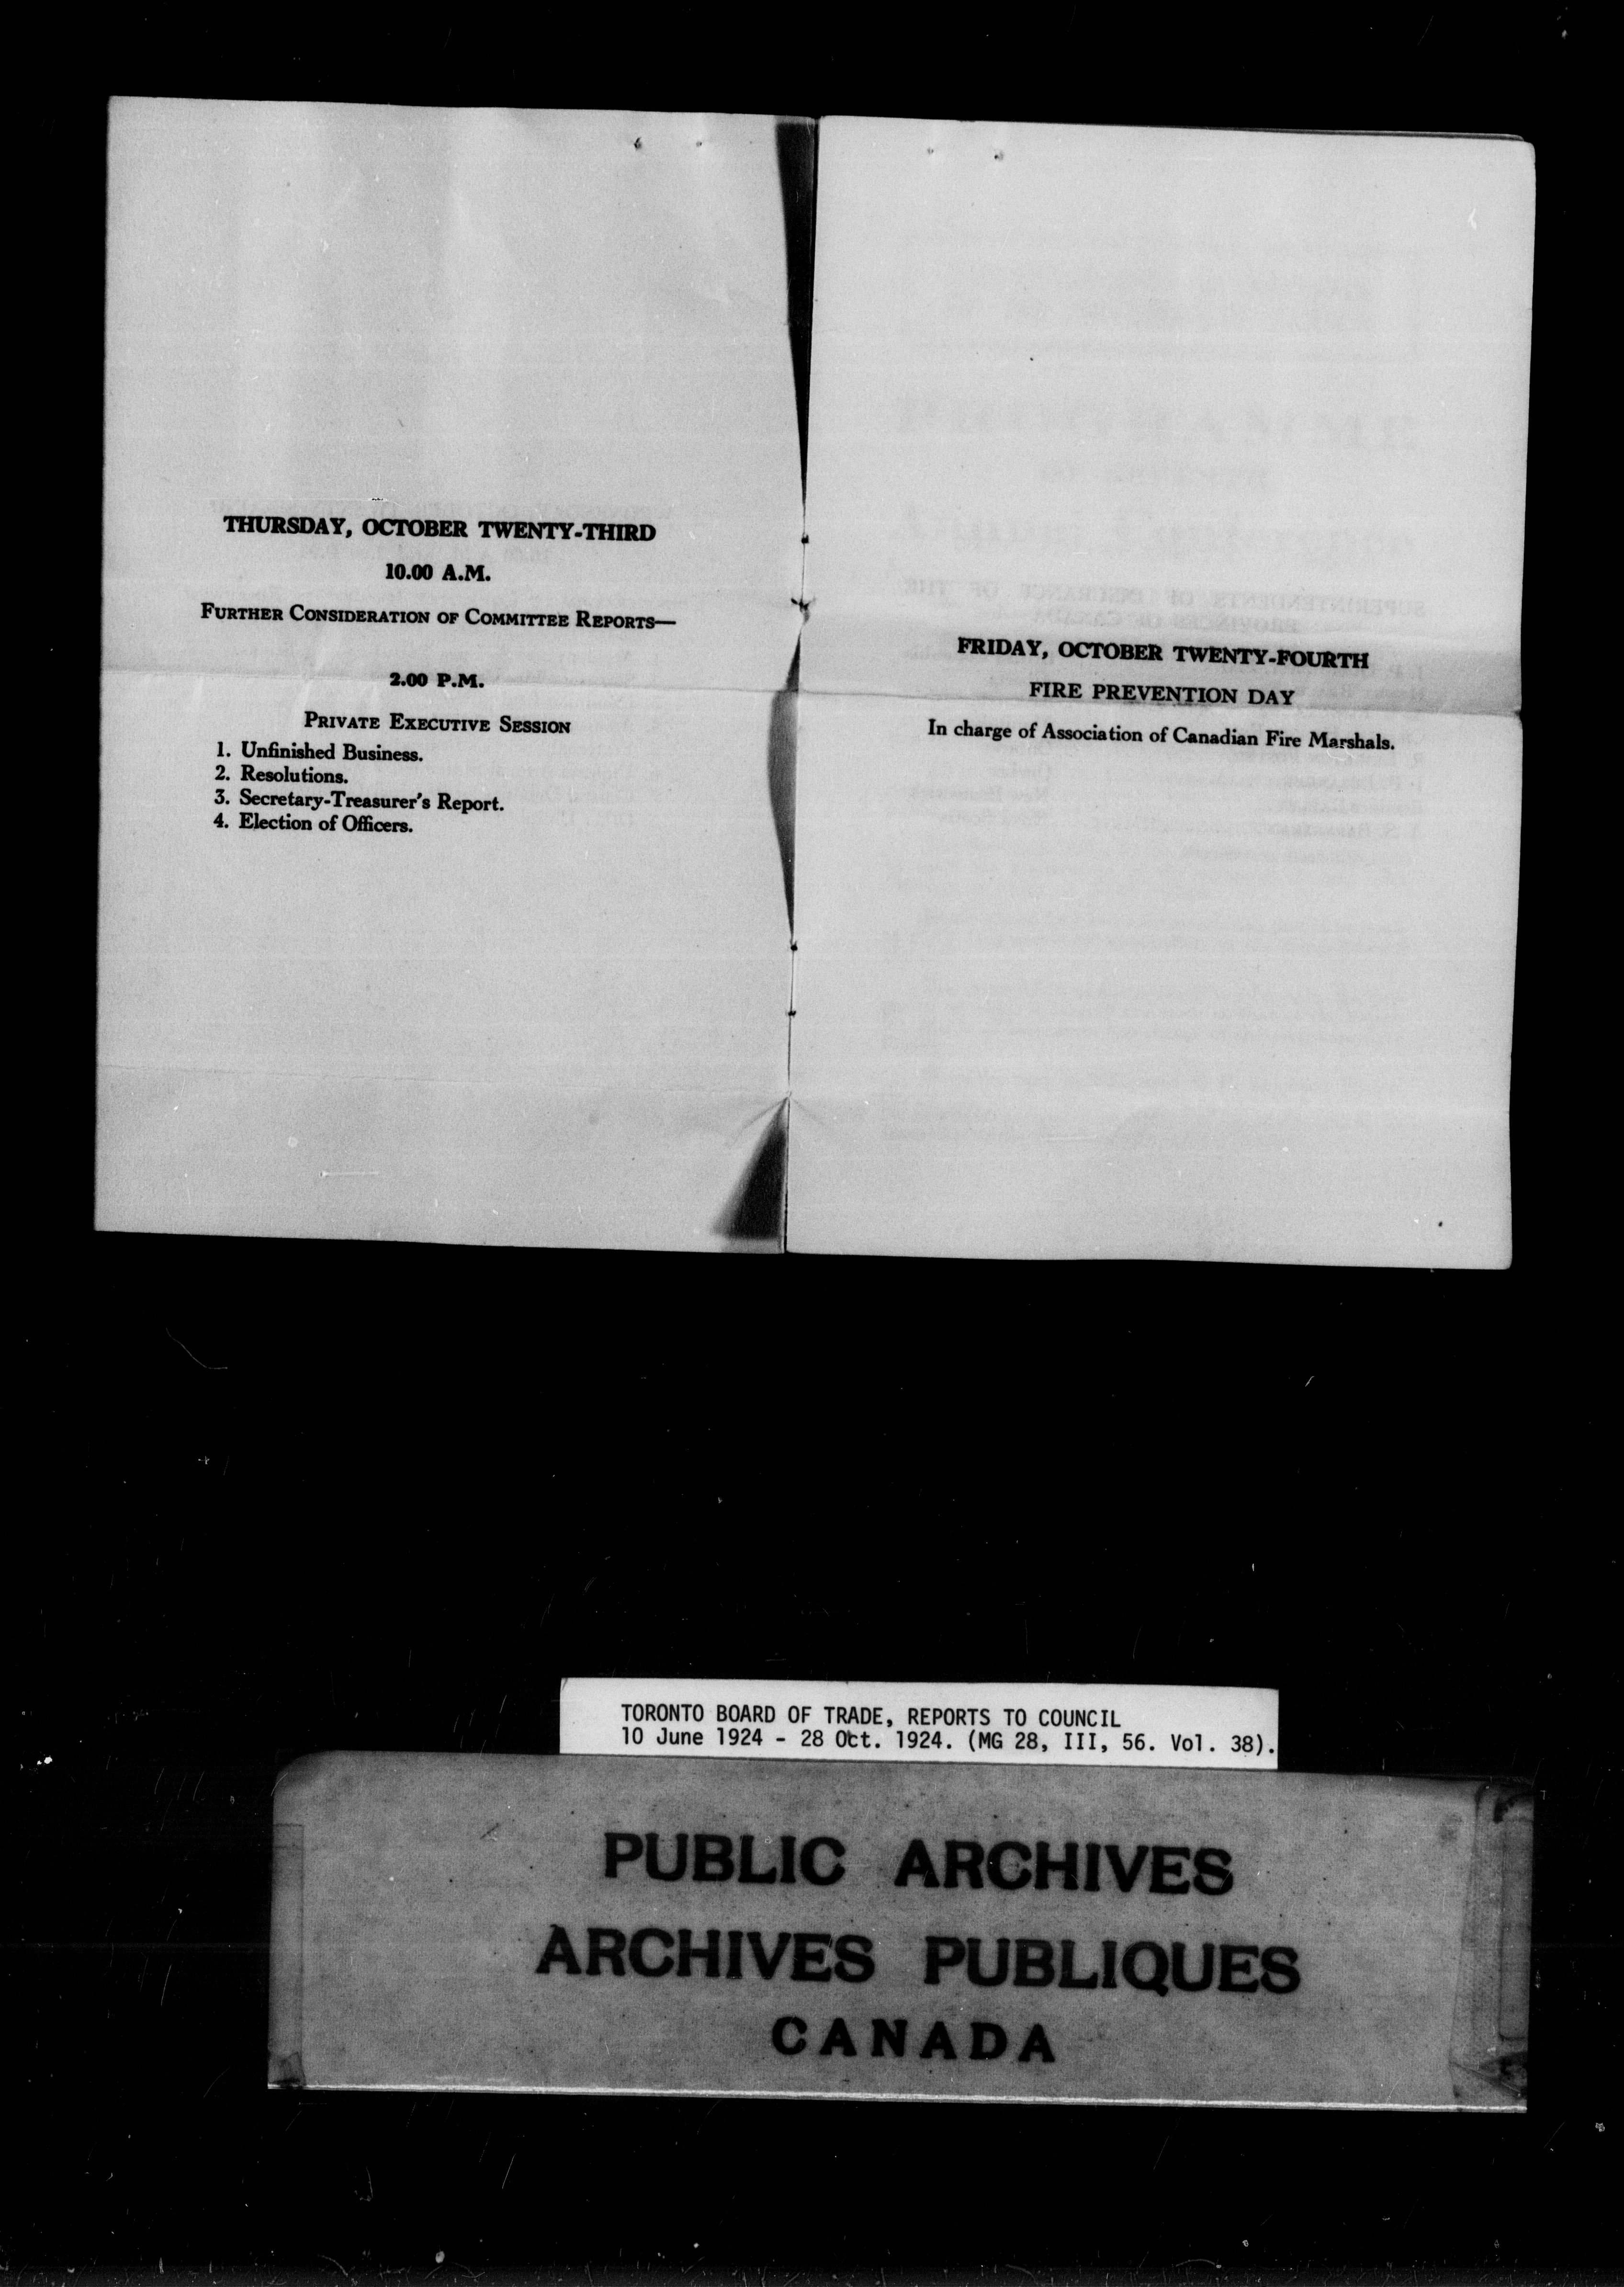 THURSDAY, OCTOBER TWENTY-THIRD
10.00 A.M.
FURTHER CONSIDERATION OF COMMITTEE REPORTS—
2.00 P.M.
PRIVATE EXECUTIVE SESSION
1. Unfinished Business.
2. Resolutions.
3. Secretary-Treasurer's Report.
4. Election of Officers.
FRIDAY, OCTOBER TWENTY-FOURTH
FIRE PREVENTION DAY
In charge of Association of Canadian Fire Marshals.
TORONTO BOARD OF TRADE, REPORTS TO COUNCIL
10 June 1924 - 28 Oct. 1924. (MG 28, III, 56. Vol. 38).
PUBLIC ARCHIVES
ARCHIVES PUBLIQUES
CANADA